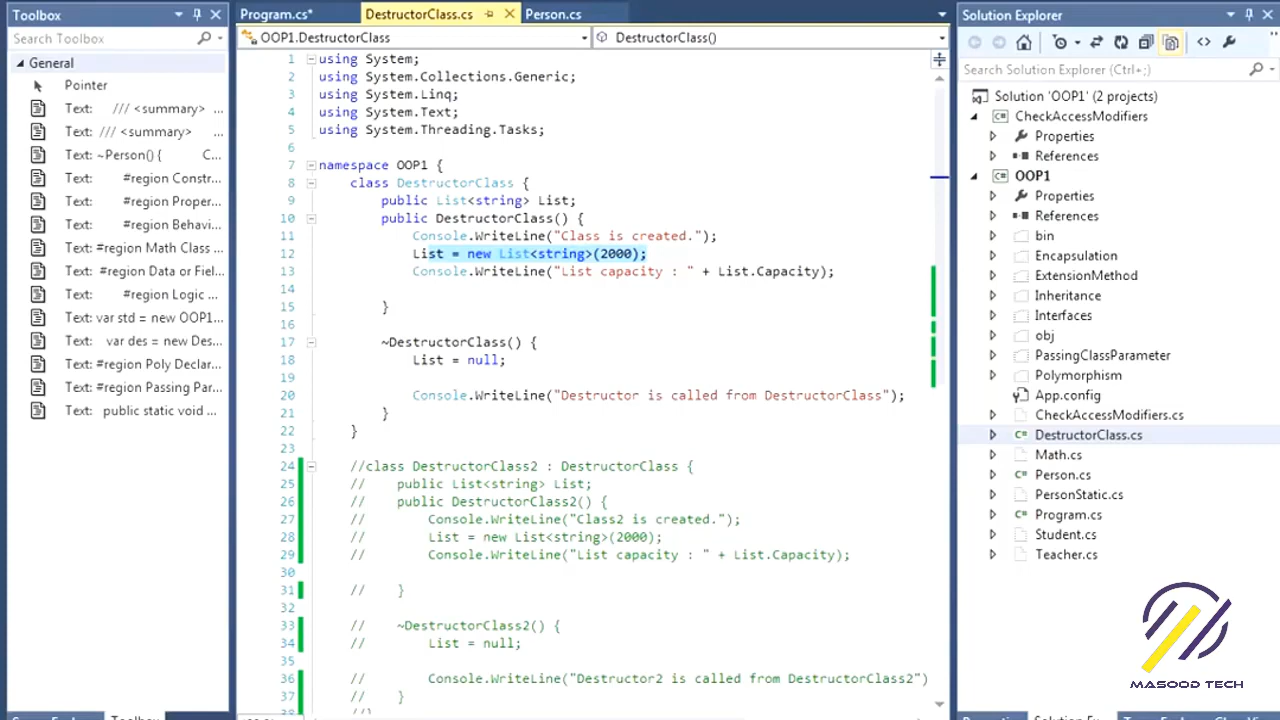 Toolbox
Search Toolbox
General
Pointer
Text: /// <summary> ...
Text: /// <summary> ...
Text: ~Person() { C...
Text: #region Constr...
Text: #region Proper...
Text: #region Behavi...
Text: #region Math Class ...
Text: #region Data or Fiel...
Text: #region Logic ...
Text: var std = new OOP1...
Text: var des = new Des...
Text: #region Poly Declar...
Text: #region Passing Par...
Text: public static void ...
Toolbox
Program.cs* DestructorClass.cs Person.cs
OOP1.DestructorClass DestructorClass()
1 using System;
2 using System.Collections.Generic;
3 using System.Linq;
4 using System.Text;
5 using System.Threading.Tasks;
6
7 namespace OOP1 {
8 class DestructorClass {
9 public List<string> List;
10 public DestructorClass() {
11 Console.WriteLine("Class is created.");
12 List = new List<string>(2000);
13 Console.WriteLine("List capacity : " + List.Capacity);
14
15 }
16
17 ~DestructorClass() {
18 List = null;
19
20 Console.WriteLine("Destructor is called from DestructorClass");
21 }
22 }
23
24 //class DestructorClass2 : DestructorClass {
25 // public List<string> List;
26 // public DestructorClass2() {
27 // Console.WriteLine("Class2 is created.");
28 // List = new List<string>(2000);
29 // Console.WriteLine("List capacity : " + List.Capacity);
30
31 // }
32
33 // ~DestructorClass2() {
34 // List = null;
35
36 // Console.WriteLine("Destructor2 is called from DestructorClass2")
37 // }
38 //}
Solution Explorer
Search Solution Explorer (Ctrl+;)
Solution 'OOP1' (2 projects)
CheckAccessModifiers
Properties
References
OOP1
Properties
References
bin
Encapsulation
ExtensionMethod
Inheritance
Interfaces
obj
PassingClassParameter
Polymorphism
App.config
CheckAccessModifiers.cs
DestructorClass.cs
Math.cs
Person.cs
PersonStatic.cs
Program.cs
Student.cs
Teacher.cs
MASOOD TECH